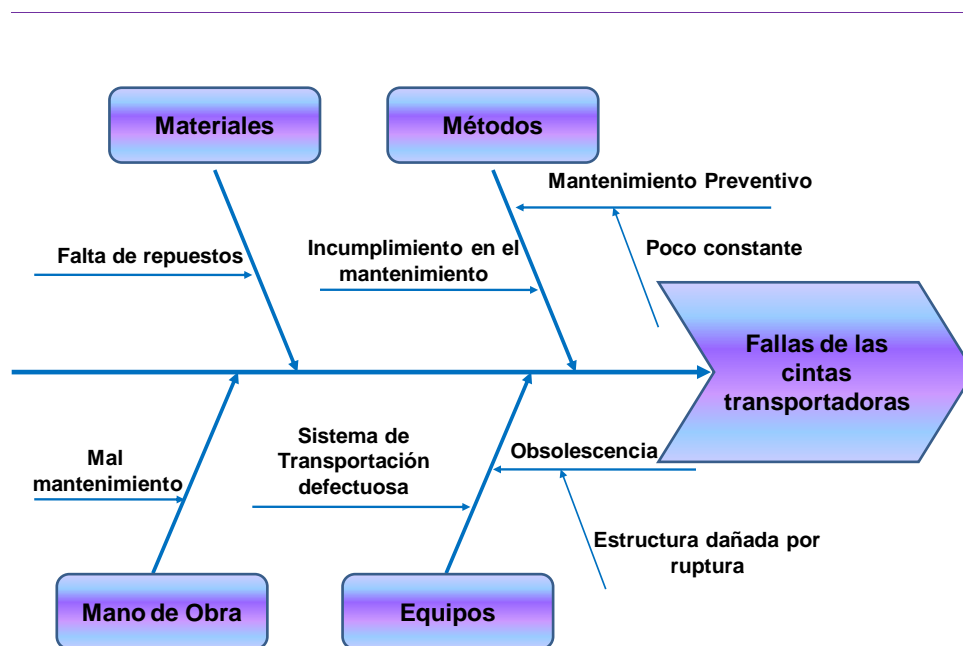 Materiales
Métodos
Mantenimiento Preventivo
Falta de repuestos
Incumplimiento en el
mantenimiento
Poco constante
Fallas de las
cintas
transportadoras
Mal
mantenimiento
Sistema de
Transportación
defectuosa
Obsolescencia
Estructura dañada por
ruptura
Mano de Obra
Equipos